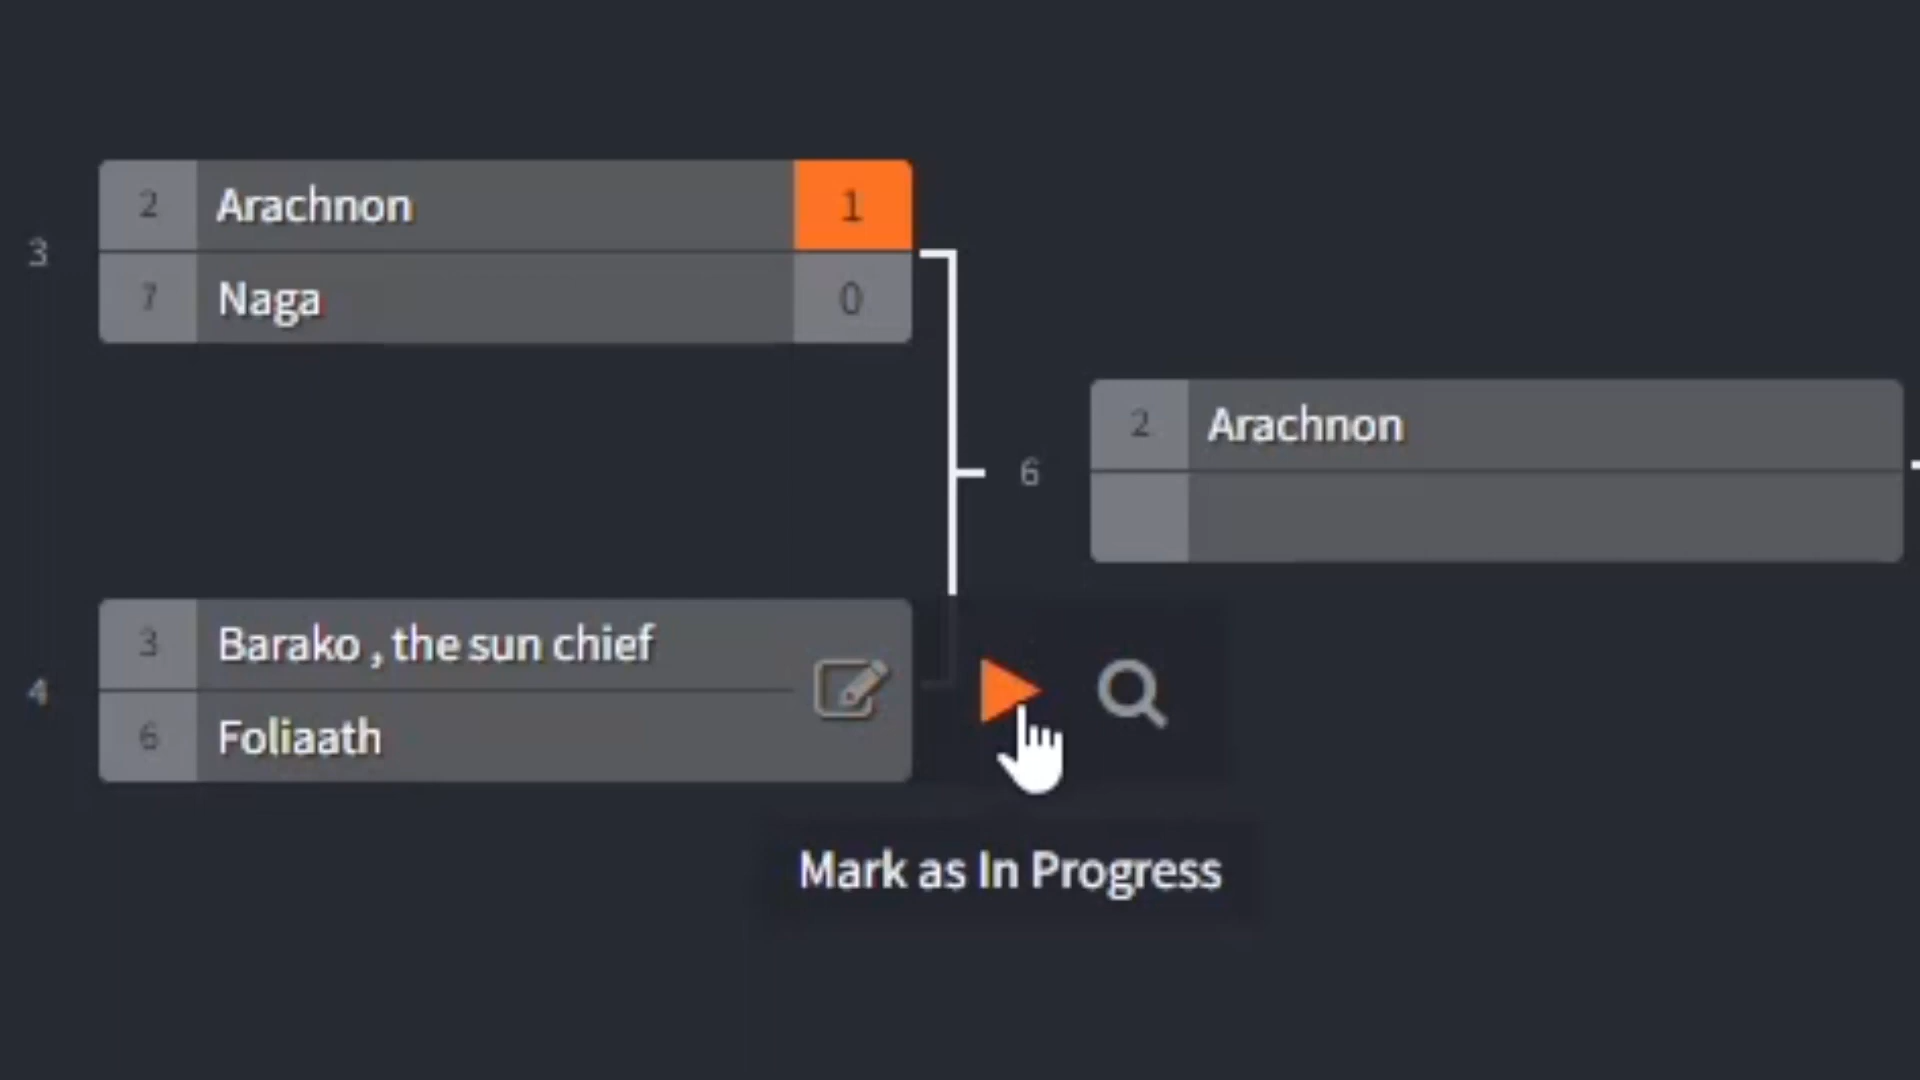 3
2 Arachnon 1
7 Naga 0
6
2 Arachnon
4
3 Barako , the sun chief
6 Foliaath
Mark as In Progress